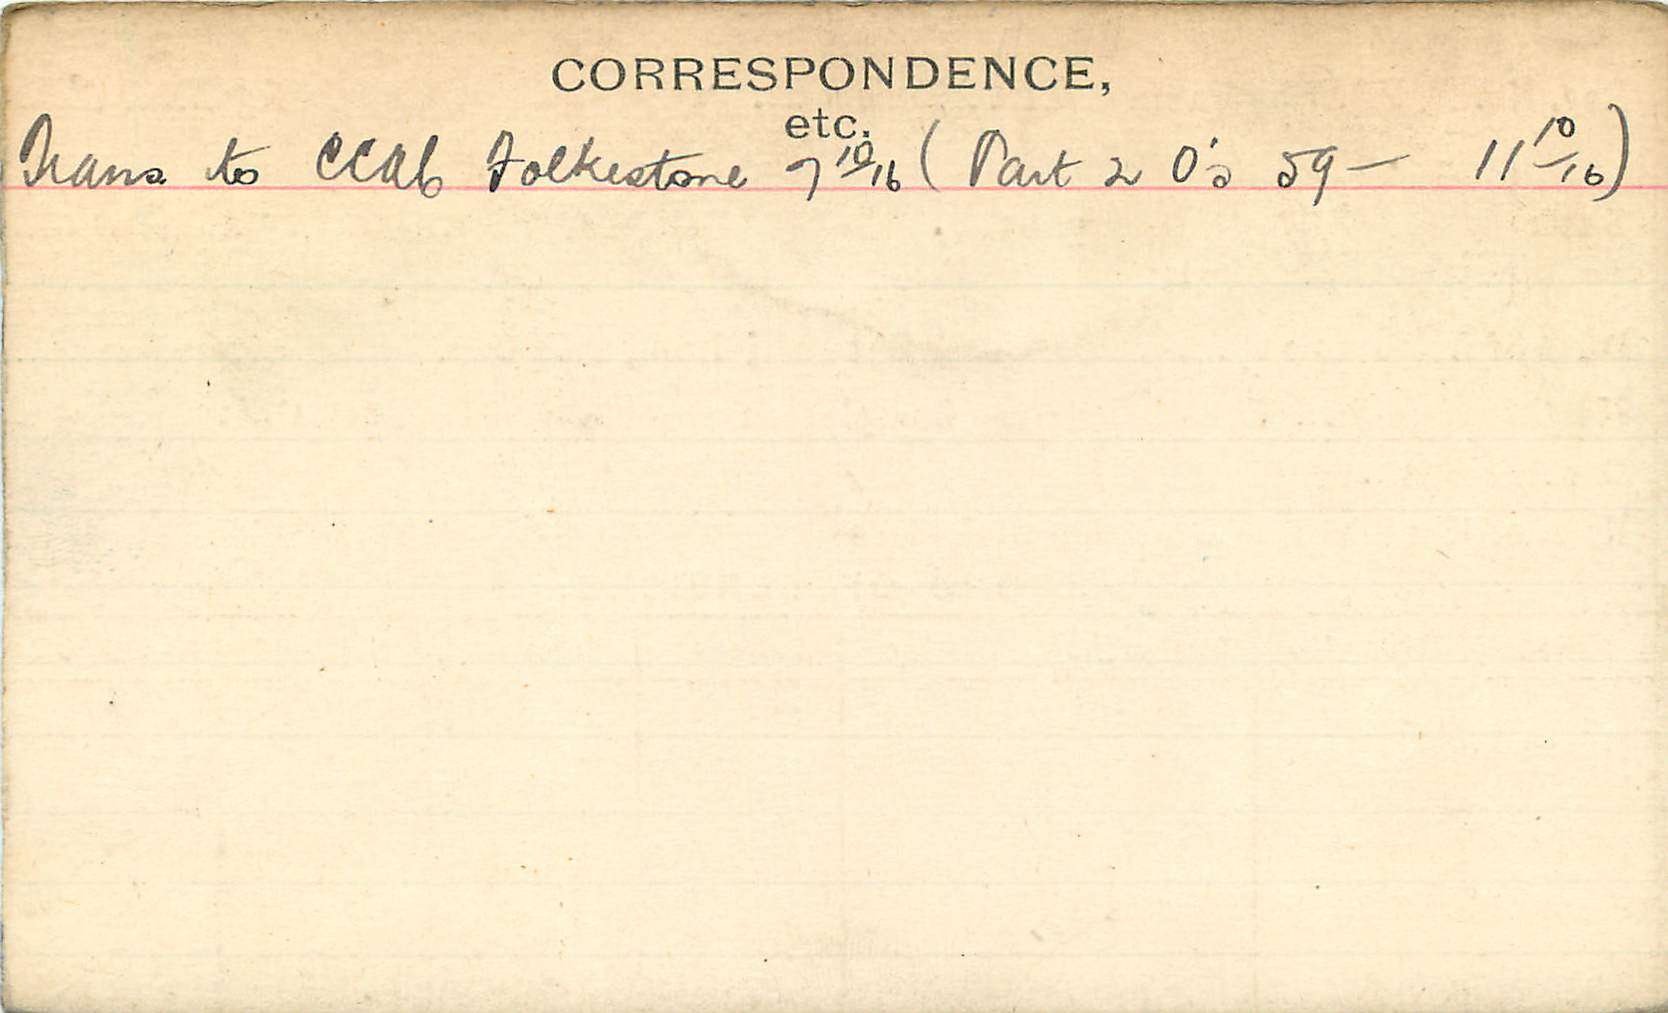 CORRESPONDENCE,
etc.
Trans to CCAC Folkestone 7 10/16 (Part 2 O's 59 — 11 10/16)